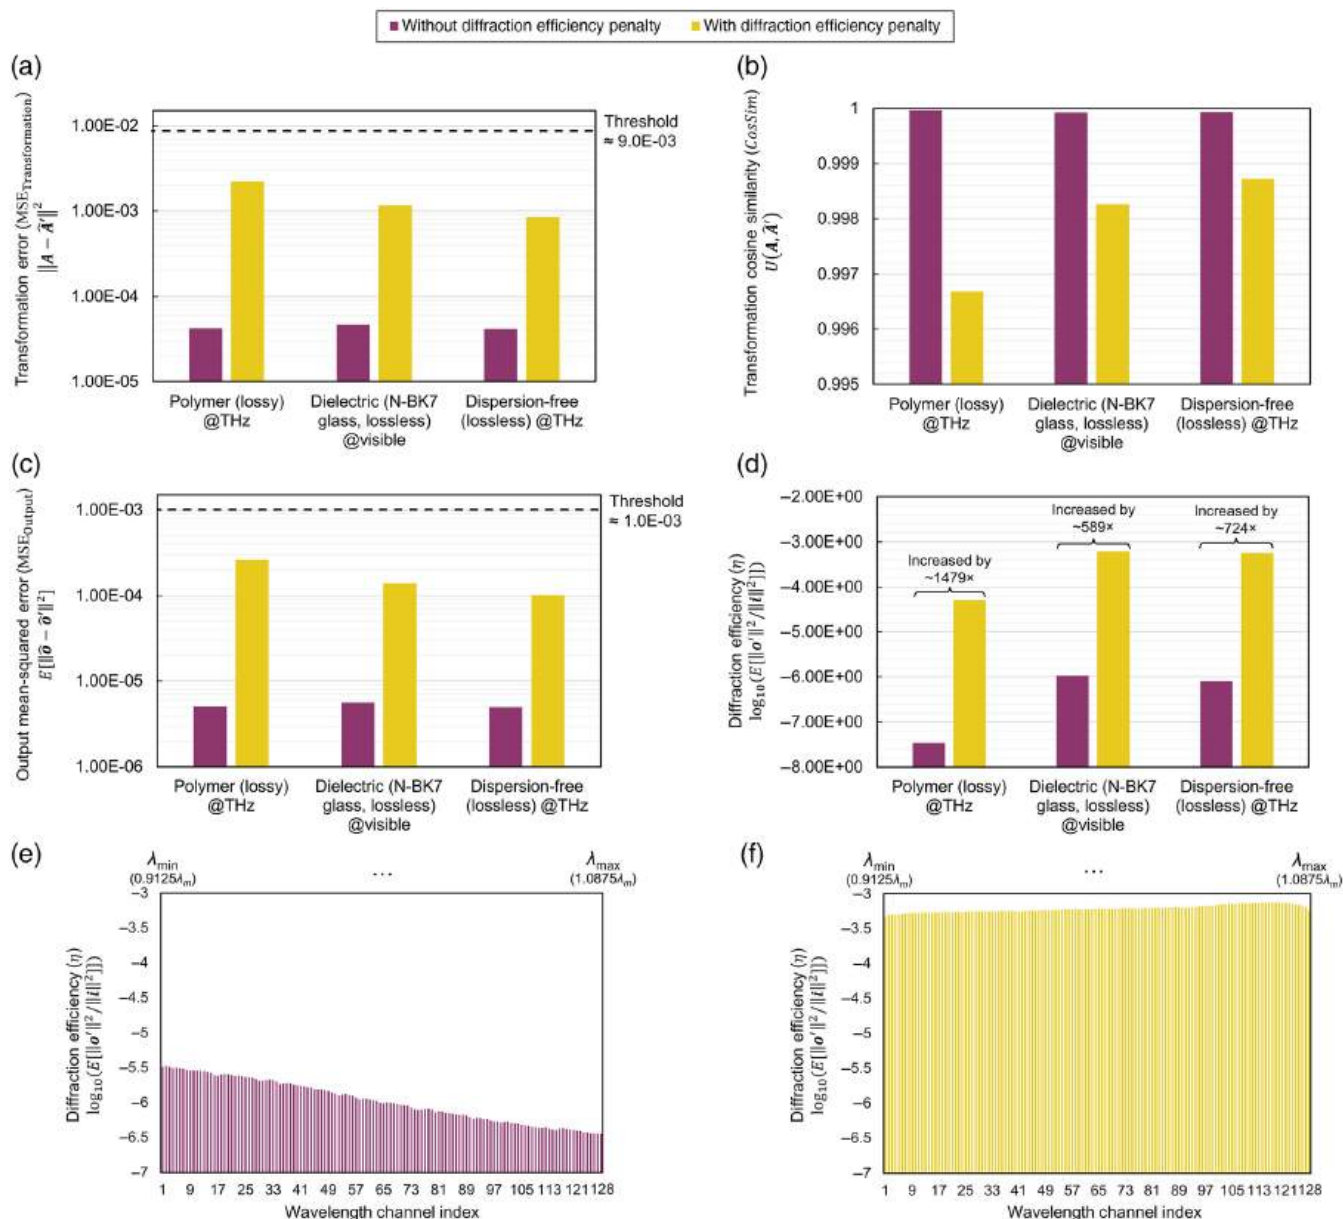 Without diffraction efficiency penalty With diffraction efficiency penalty
(a)
Transformation error (MSE_Transformation)
‖A − Â′‖²
1.00E−02
1.00E−03
1.00E−04
1.00E−05
Threshold
≈ 9.0E−03
Polymer (lossy)
@THz
Dielectric (N-BK7
glass, lossless)
@visible
Dispersion-free
(lossless) @THz
(b)
Transformation cosine similarity (CosSim)
U(A, Â′)
1
0.999
0.998
0.997
0.996
0.995
Polymer (lossy)
@THz
Dielectric (N-BK7
glass, lossless)
@visible
Dispersion-free
(lossless) @THz
(c)
Output mean-squared error (MSE_Output)
E[‖ô − ô′‖²]
1.00E−03
1.00E−04
1.00E−05
1.00E−06
Threshold
≈ 1.0E−03
Polymer (lossy)
@THz
Dielectric (N-BK7
glass, lossless)
@visible
Dispersion-free
(lossless) @THz
(d)
Diffraction efficiency (η)
log₁₀(E[‖o′‖²/‖i‖²])
−2.00E+00
−3.00E+00
−4.00E+00
−5.00E+00
−6.00E+00
−7.00E+00
−8.00E+00
Increased by
~1479×
Increased by
~589×
Increased by
~724×
Polymer (lossy)
@THz
Dielectric (N-BK7
glass, lossless)
@visible
Dispersion-free
(lossless) @THz
(e)
λmin
(0.9125λm)
...
λmax
(1.0875λm)
Diffraction efficiency (η)
log₁₀(E[‖o′‖²/‖i‖²])
−3
−3.5
−4
−4.5
−5
−5.5
−6
−6.5
−7
1 9 17 25 33 41 49 57 65 73 81 89 97 105 113 121 128
Wavelength channel index
(f)
λmin
(0.9125λm)
...
λmax
(1.0875λm)
Diffraction efficiency (η)
log₁₀(E[‖o′‖²/‖i‖²])
−3
−3.5
−4
−4.5
−5
−5.5
−6
−6.5
−7
1 9 17 25 33 41 49 57 65 73 81 89 97 105 113 121 128
Wavelength channel index